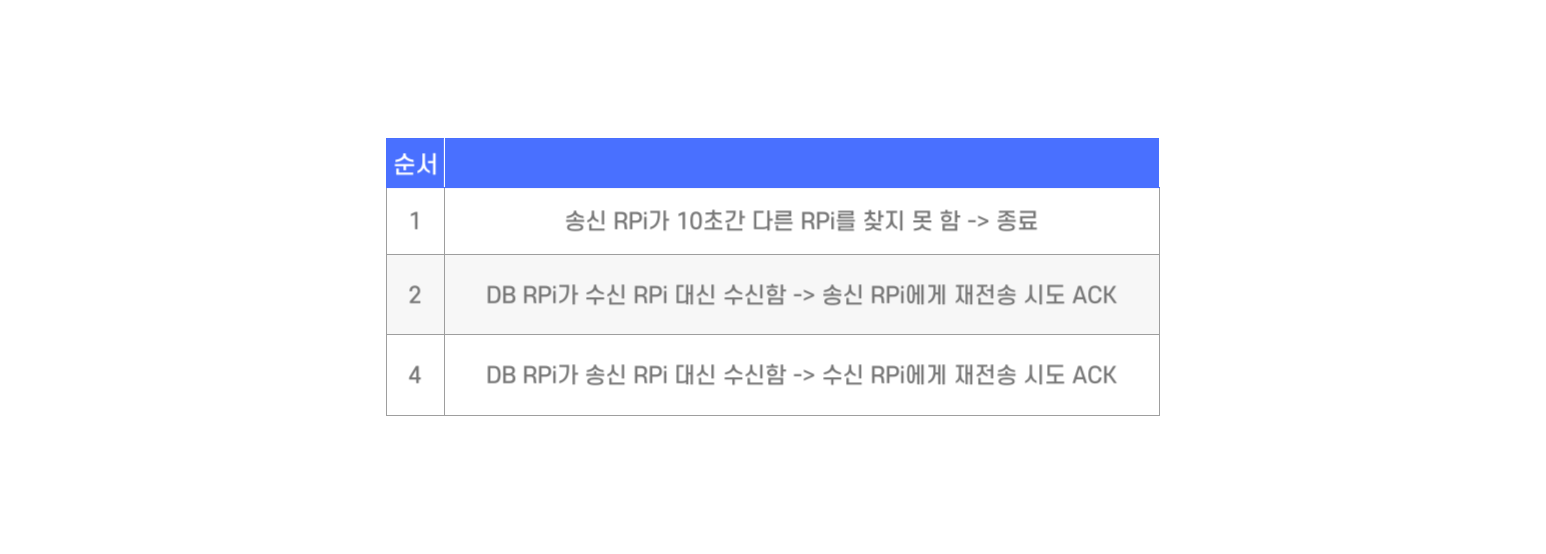 순서
1 송신 RPi가 10초간 다른 RPi를 찾지 못 함 -> 종료
2 DB RPi가 수신 RPi 대신 수신함 -> 송신 RPi에게 재전송 시도 ACK
4 DB RPi가 송신 RPi 대신 수신함 -> 수신 RPi에게 재전송 시도 ACK